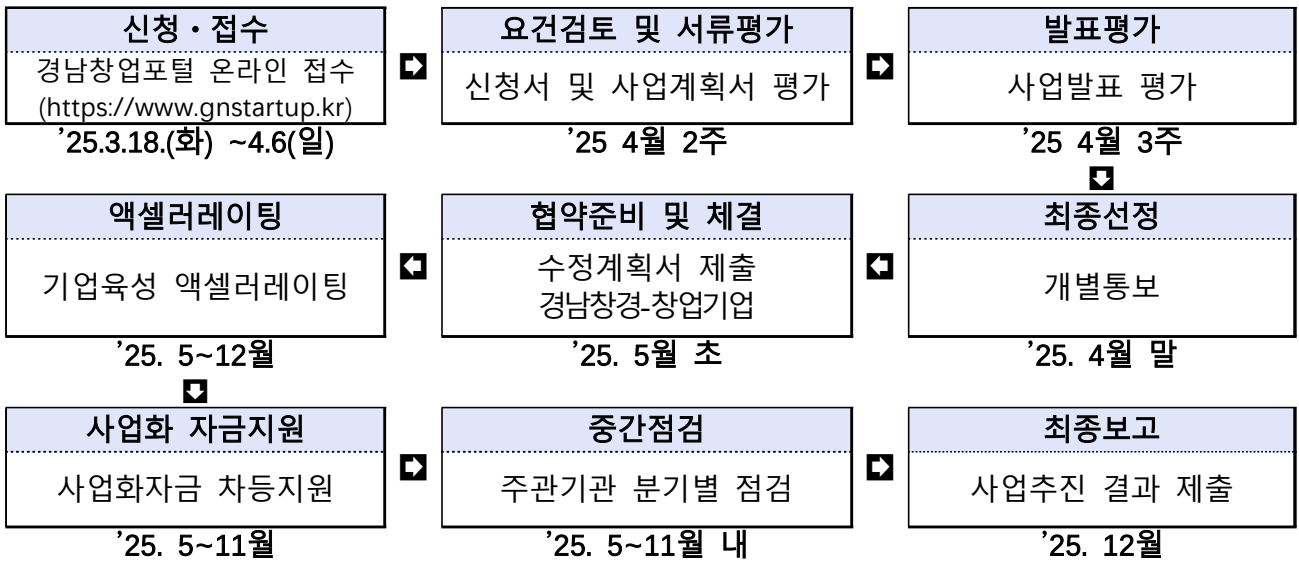 신청・접수
경남창업포털 온라인 접수
(https://www.gnstartup.kr)
’25.3.18.(화) ~4.6(일)
요건검토 및 서류평가
신청서 및 사업계획서 평가
’25 4월 2주
발표평가
사업발표 평가
’25 4월 3주
최종선정
개별통보
’25. 4월 말
협약준비 및 체결
수정계획서 제출
경남창경-창업기업
’25. 5월 초
액셀러레이팅
기업육성 액셀러레이팅
’25. 5~12월
사업화 자금지원
사업화자금 차등지원
’25. 5~11월
중간점검
주관기관 분기별 점검
’25. 5~11월 내
최종보고
사업추진 결과 제출
’25. 12월